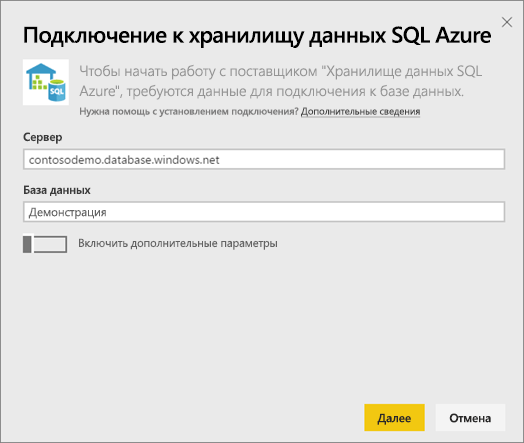 Подключение к хранилищу данных SQL Azure
Чтобы начать работу с поставщиком "Хранилище данных SQL
Azure", требуются данные для подключения к базе данных.
SQL
Нужна помощь с установлением подключения? Дополнительные сведения
Сервер
contosodemo.database.windows.net
База данных
Демонстрация
Включить дополнительные параметры
Далее
Отмена